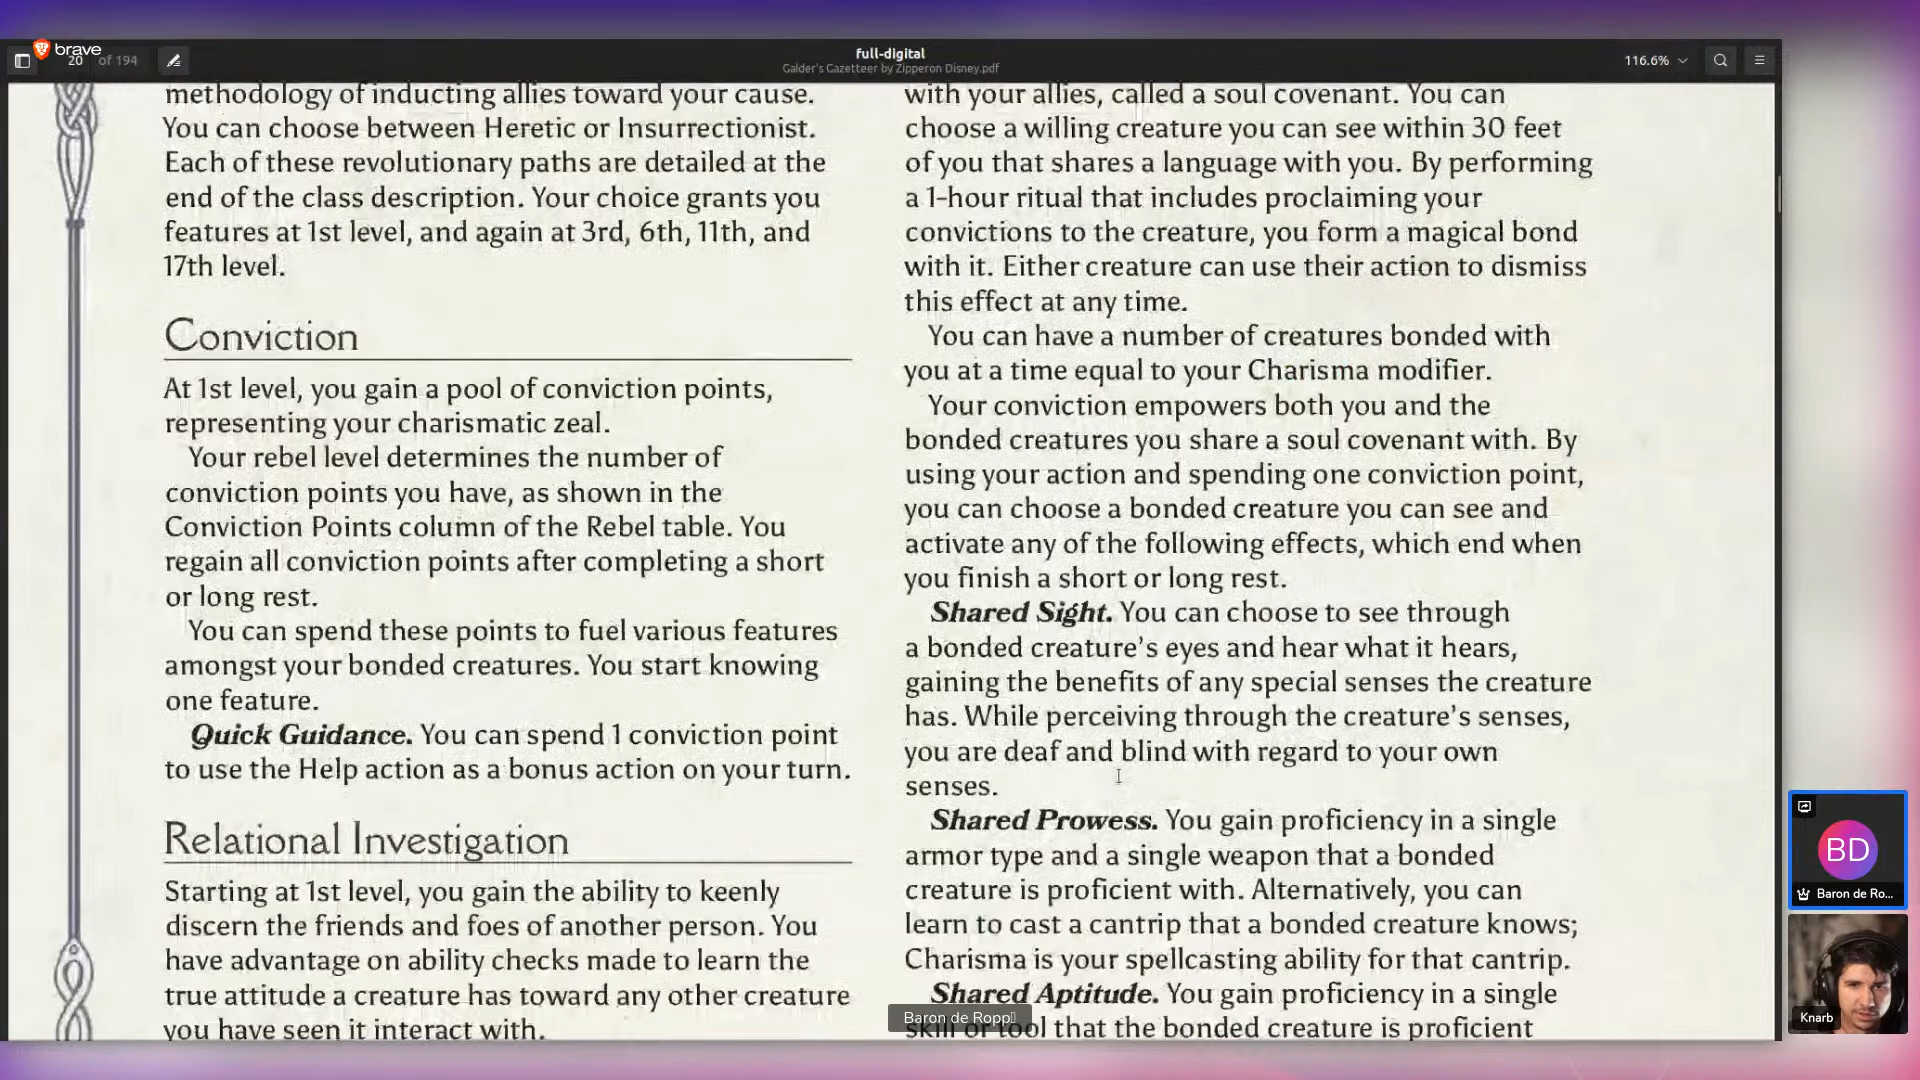 brave
20 of 194
full-digital
Galder's Gazetteer by Zipperon Disney.pdf
116.6%
methodology of inducting allies toward your cause.
You can choose between Heretic or Insurrectionist.
Each of these revolutionary paths are detailed at the
end of the class description. Your choice grants you
features at 1st level, and again at 3rd, 6th, 11th, and
17th level.
Conviction
At 1st level, you gain a pool of conviction points,
representing your charismatic zeal.
Your rebel level determines the number of
conviction points you have, as shown in the
Conviction Points column of the Rebel table. You
regain all conviction points after completing a short
or long rest.
You can spend these points to fuel various features
amongst your bonded creatures. You start knowing
one feature.
Quick Guidance. You can spend 1 conviction point
to use the Help action as a bonus action on your turn.
Relational Investigation
Starting at 1st level, you gain the ability to keenly
discern the friends and foes of another person. You
have advantage on ability checks made to learn the
true attitude a creature has toward any other creature
you have seen it interact with.
with your allies, called a soul covenant. You can
choose a willing creature you can see within 30 feet
of you that shares a language with you. By performing
a 1-hour ritual that includes proclaiming your
convictions to the creature, you form a magical bond
with it. Either creature can use their action to dismiss
this effect at any time.
You can have a number of creatures bonded with
you at a time equal to your Charisma modifier.
Your conviction empowers both you and the
bonded creatures you share a soul covenant with. By
using your action and spending one conviction point,
you can choose a bonded creature you can see and
activate any of the following effects, which end when
you finish a short or long rest.
Shared Sight. You can choose to see through
a bonded creature's eyes and hear what it hears,
gaining the benefits of any special senses the creature
has. While perceiving through the creature's senses,
you are deaf and blind with regard to your own
senses.
Shared Prowess. You gain proficiency in a single
armor type and a single weapon that a bonded
creature is proficient with. Alternatively, you can
learn to cast a cantrip that a bonded creature knows;
Charisma is your spellcasting ability for that cantrip.
Shared Aptitude. You gain proficiency in a single
skill or tool that the bonded creature is proficient
Baron de Ropp
BD
Baron de Ro...
Knarb